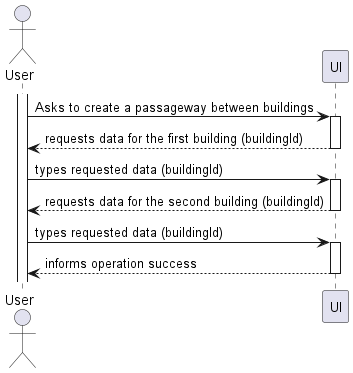 User
UI
Asks to create a passageway between buildings
requests data for the first building (buildingId)
types requested data (buildingId)
requests data for the second building (buildingId)
types requested data (buildingId)
informs operation success
User
UI